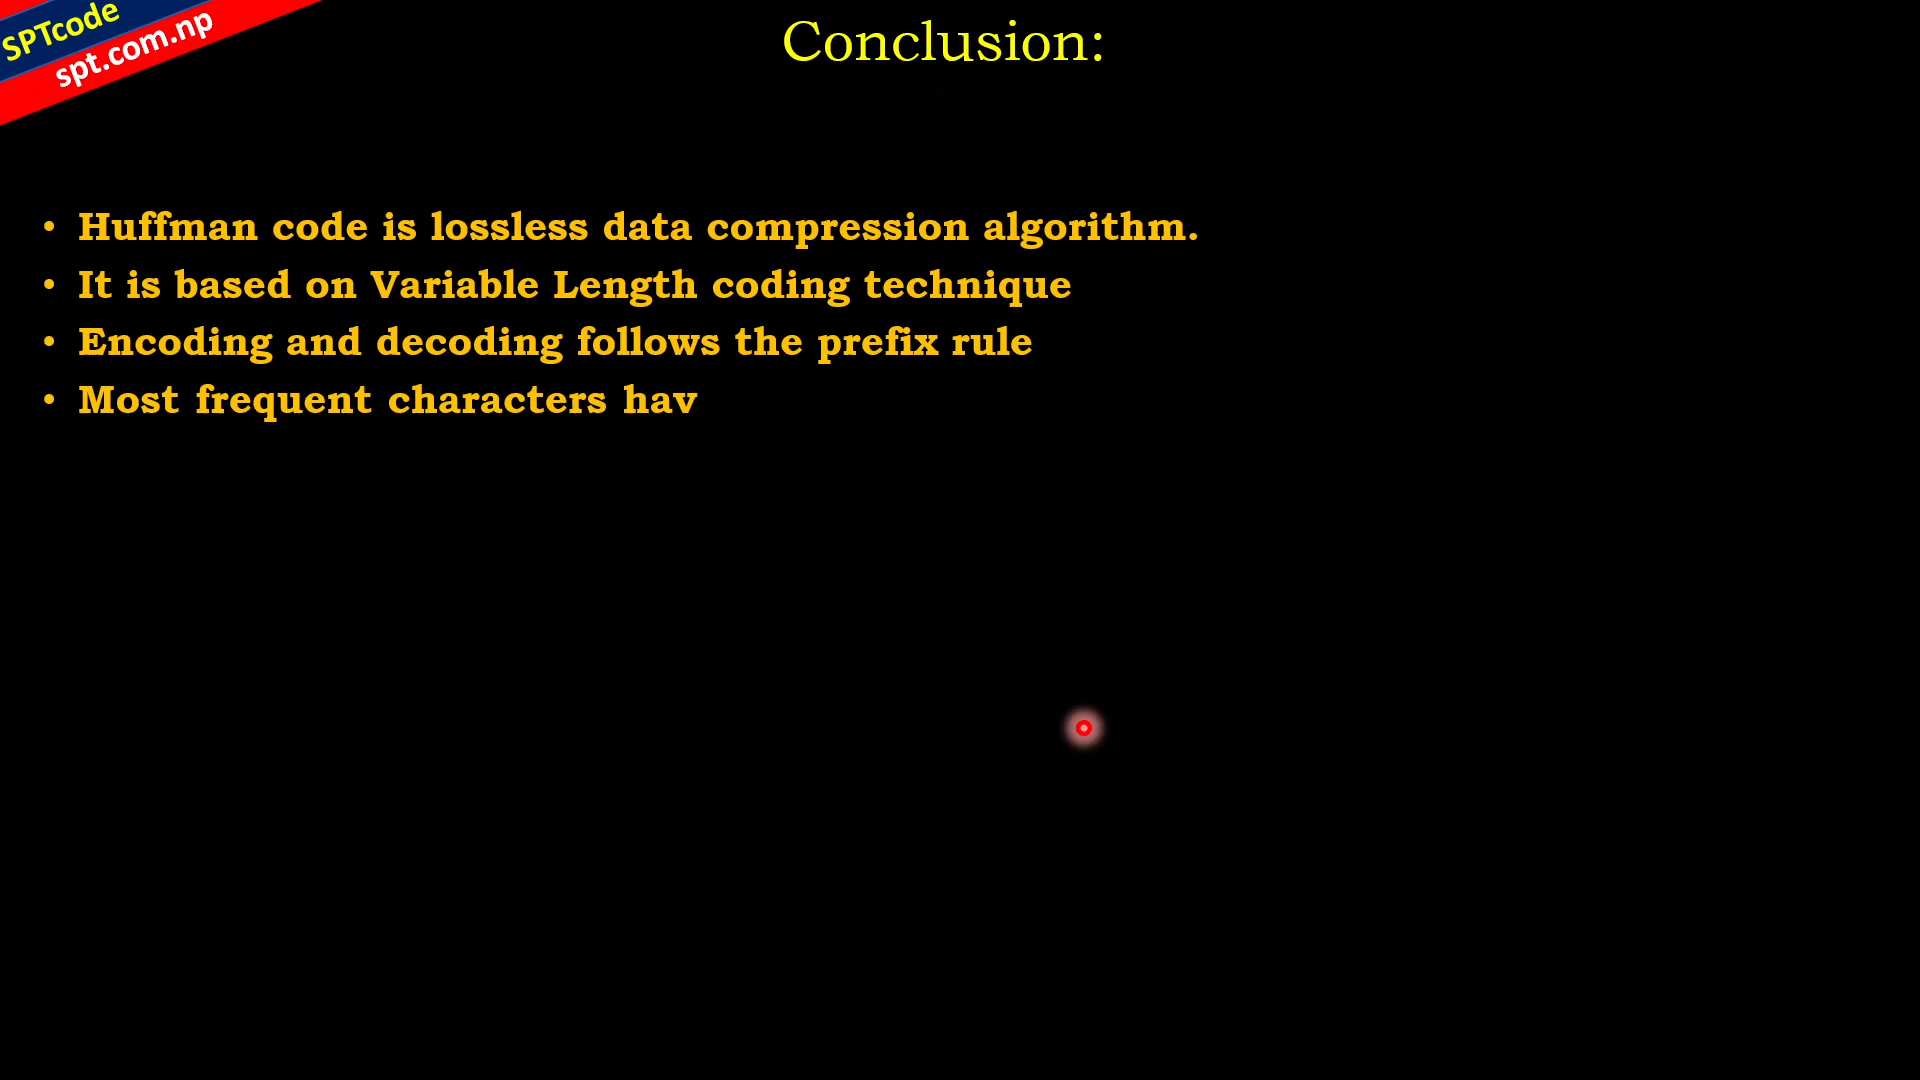 SPTcode
spt.com.np
Conclusion:
• Huffman code is lossless data compression algorithm.
• It is based on Variable Length coding technique
• Encoding and decoding follows the prefix rule
• Most frequent characters hav